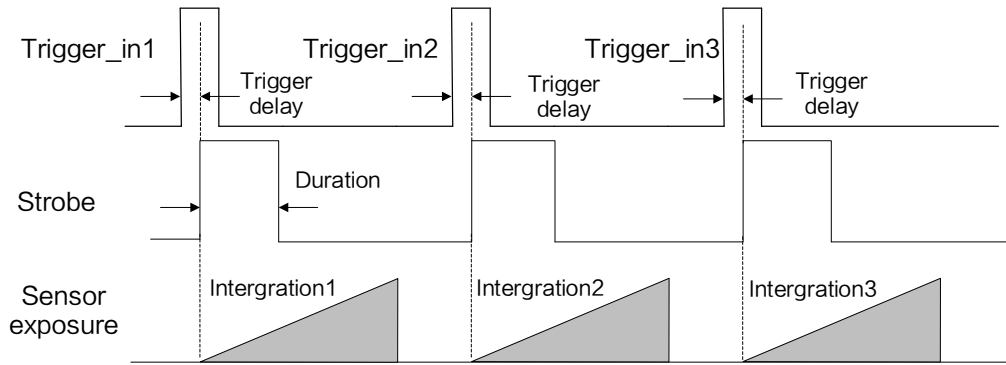 Trigger_in1
Trigger_in2
Trigger_in3
Trigger
delay
Trigger
delay
Trigger
delay
Strobe
Duration
Sensor
exposure
Intergration1
Intergration2
Intergration3